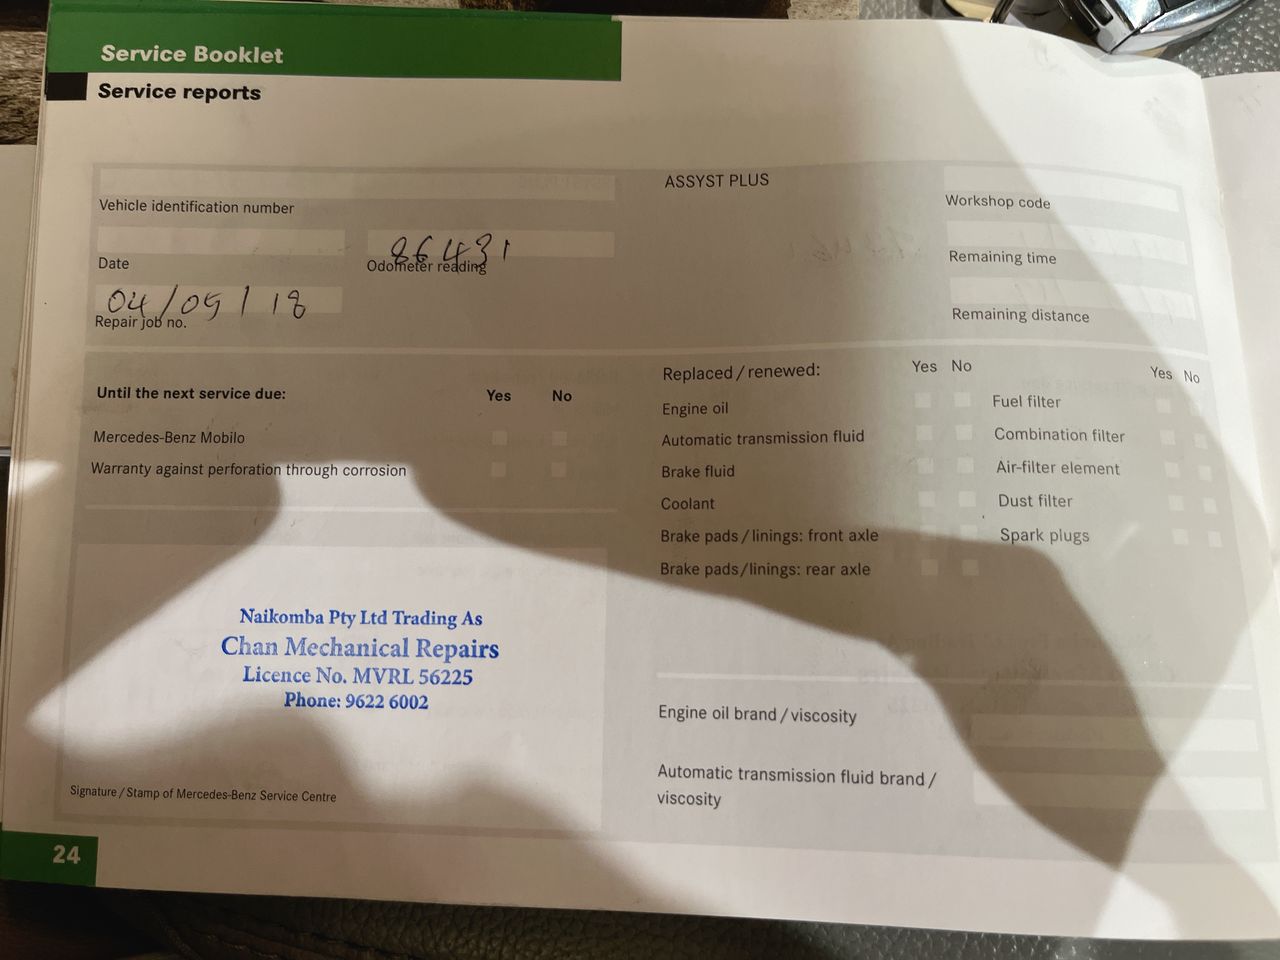 Service Booklet
Service reports
Vehicle identification number
86431
Date
Odometer reading
04/09/18
Repair job no.
ASSYST PLUS
Workshop code
Remaining time
Remaining distance
Until the next service due: Yes No
Mercedes-Benz Mobilo
Warranty against perforation through corrosion
Replaced / renewed: Yes No Yes No
Engine oil Fuel filter
Automatic transmission fluid Combination filter
Brake fluid Air-filter element
Coolant Dust filter
Brake pads / linings: front axle Spark plugs
Brake pads / linings: rear axle
Naikomba Pty Ltd Trading As
Chan Mechanical Repairs
Licence No. MVRL 56225
Phone: 9622 6002
Signature / Stamp of Mercedes-Benz Service Centre
Engine oil brand / viscosity
Automatic transmission fluid brand /
viscosity
24